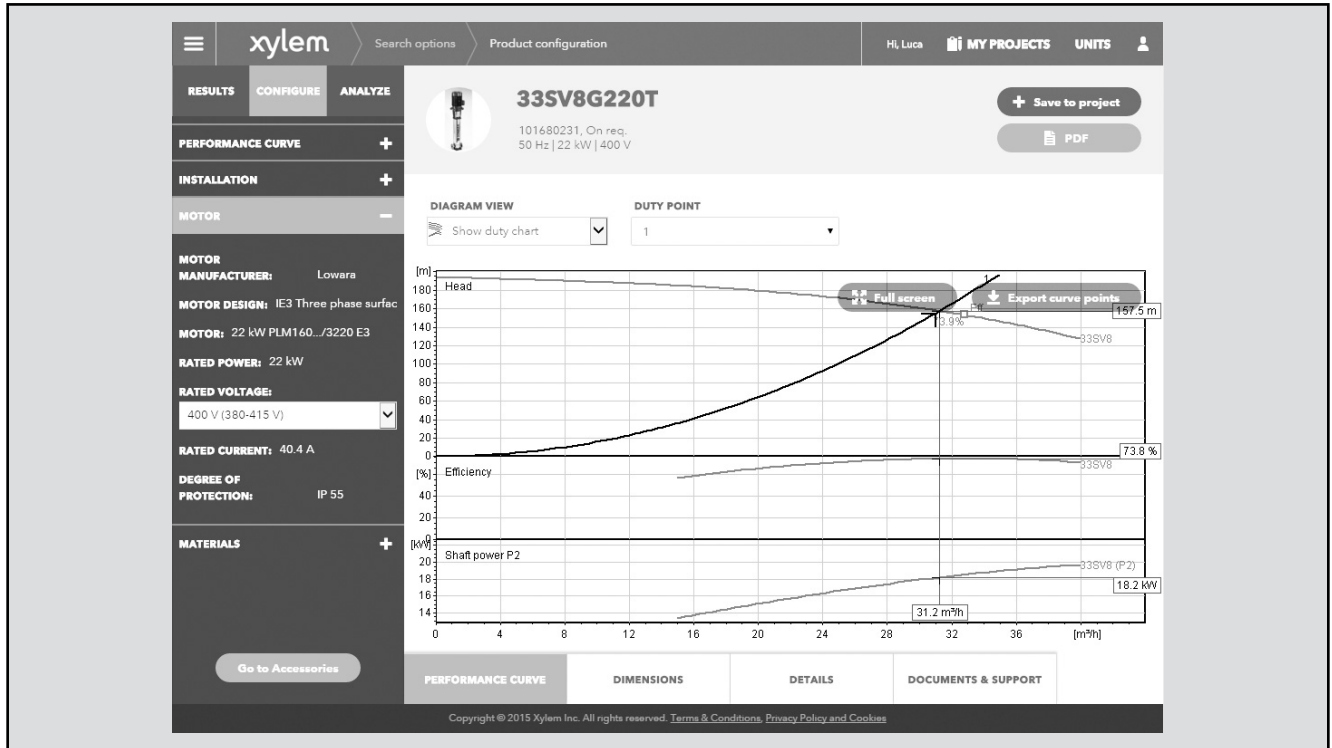 xylem
Search options
Product configuration
Hi, Luca
MY PROJECTS
UNITS
RESULTS
CONFIGURE
ANALYZE
PERFORMANCE CURVE +
INSTALLATION +
MOTOR −
MOTOR
MANUFACTURER: Lowara
MOTOR DESIGN: IE3 Three phase surfac
MOTOR: 22 kW PLM160.../3220 E3
RATED POWER: 22 kW
RATED VOLTAGE:
400 V (380-415 V)
RATED CURRENT: 40.4 A
DEGREE OF
PROTECTION: IP 55
MATERIALS +
Go to Accessories
33SV8G220T
101680231, On req.
50 Hz | 22 kW | 400 V
+ Save to project
PDF
DIAGRAM VIEW
Show duty chart
DUTY POINT
1
[m]
Head
180
160
140
120
100
80
60
40
20
0
1
Full screen
Export curve points
Eff
157.5 m
3.9%
33SV8
73.8 %
[%]
Efficiency
33SV8
40
20
0
[kW]
Shaft power P2
20
18
16
14
33SV8 (P2)
18.2 kW
31.2 m³/h
0 4 8 12 16 20 24 28 32 36 [m³/h]
PERFORMANCE CURVE
DIMENSIONS
DETAILS
DOCUMENTS & SUPPORT
Copyright © 2015 Xylem Inc. All rights reserved. Terms & Conditions, Privacy Policy and Cookies